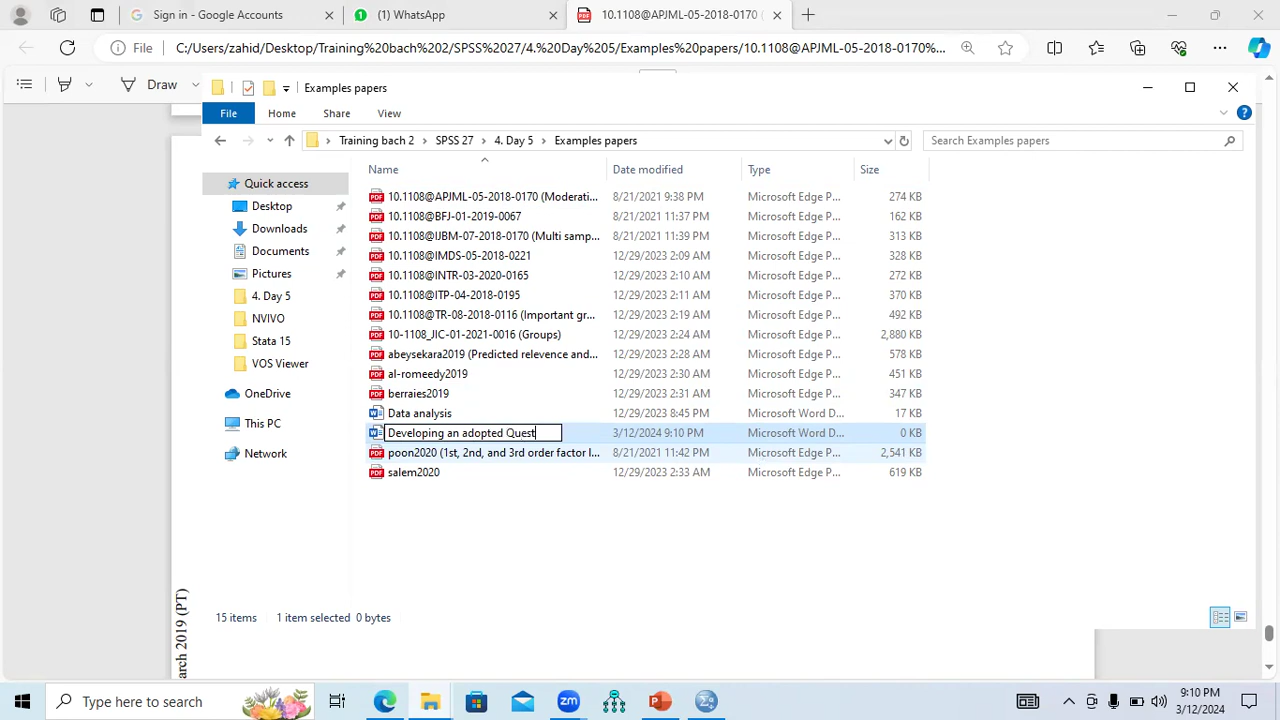 Sign in - Google Accounts
(1) WhatsApp
10.1108@APJML-05-2018-0170 (
File
C:/Users/zahid/Desktop/Training%20bach%202/SPSS%2027/4.%20Day%205/Examples%20papers/10.1108@APJML-05-2018-0170%...
Draw
Examples papers
File
Home
Share
View
Training bach 2
SPSS 27
4. Day 5
Examples papers
Search Examples papers
Name
Date modified
Type
Size
Quick access
Desktop
Downloads
Documents
Pictures
4. Day 5
NVIVO
Stata 15
VOS Viewer
OneDrive
This PC
Network
10.1108@APJML-05-2018-0170 (Moderati... 8/21/2021 9:38 PM Microsoft Edge P... 274 KB
10.1108@BFJ-01-2019-0067 8/21/2021 11:37 PM Microsoft Edge P... 162 KB
10.1108@IJBM-07-2018-0170 (Multi samp... 8/21/2021 11:39 PM Microsoft Edge P... 313 KB
10.1108@IMDS-05-2018-0221 12/29/2023 2:09 AM Microsoft Edge P... 328 KB
10.1108@INTR-03-2020-0165 12/29/2023 2:10 AM Microsoft Edge P... 272 KB
10.1108@ITP-04-2018-0195 12/29/2023 2:11 AM Microsoft Edge P... 370 KB
10.1108@TR-08-2018-0116 (Important gr... 12/29/2023 2:19 AM Microsoft Edge P... 492 KB
10-1108_JIC-01-2021-0016 (Groups) 12/29/2023 2:24 AM Microsoft Edge P... 2,880 KB
abeysekara2019 (Predicted relevence and... 12/29/2023 2:28 AM Microsoft Edge P... 578 KB
al-romeedy2019 12/29/2023 2:30 AM Microsoft Edge P... 451 KB
berraies2019 12/29/2023 2:31 AM Microsoft Edge P... 347 KB
Data analysis 12/29/2023 8:45 PM Microsoft Word D... 17 KB
Developing an adopted Quest 3/12/2024 9:10 PM Microsoft Word D... 0 KB
poon2020 (1st, 2nd, and 3rd order factor l... 8/21/2021 11:42 PM Microsoft Edge P... 2,541 KB
salem2020 12/29/2023 2:33 AM Microsoft Edge P... 619 KB
15 items
1 item selected 0 bytes
arch 2019 (PT)
Type here to search
9:10 PM
3/12/2024